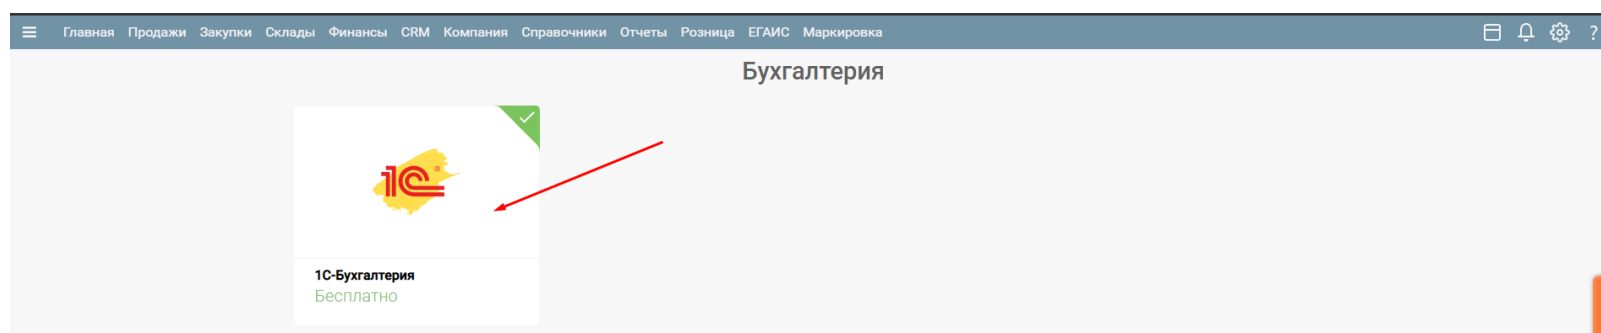 Главная Продажи Закупки Склады Финансы CRM Компания Справочники Отчеты Розница ЕГАИС Маркировка ?
Бухгалтерия
1С®
1С-Бухгалтерия
Бесплатно